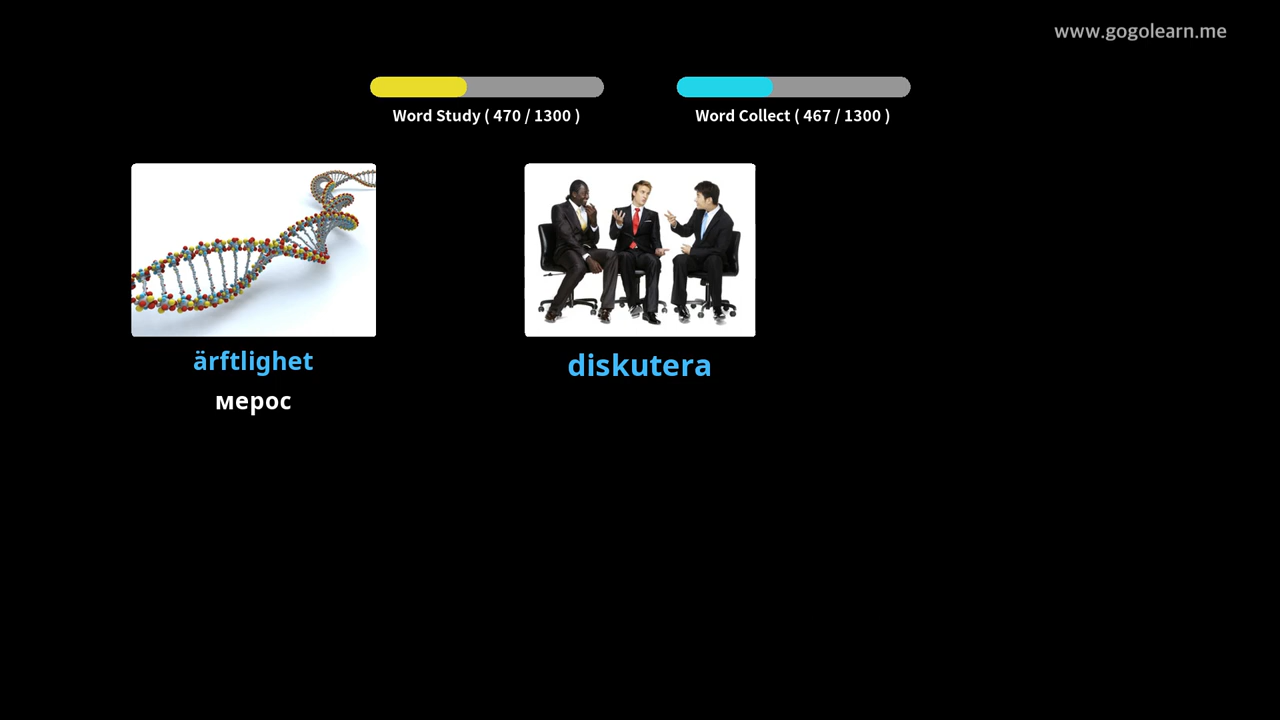 www.gogolearn.me
Word Study ( 470 / 1300 )
Word Collect ( 467 / 1300 )
ärftlighet
мерос
diskutera